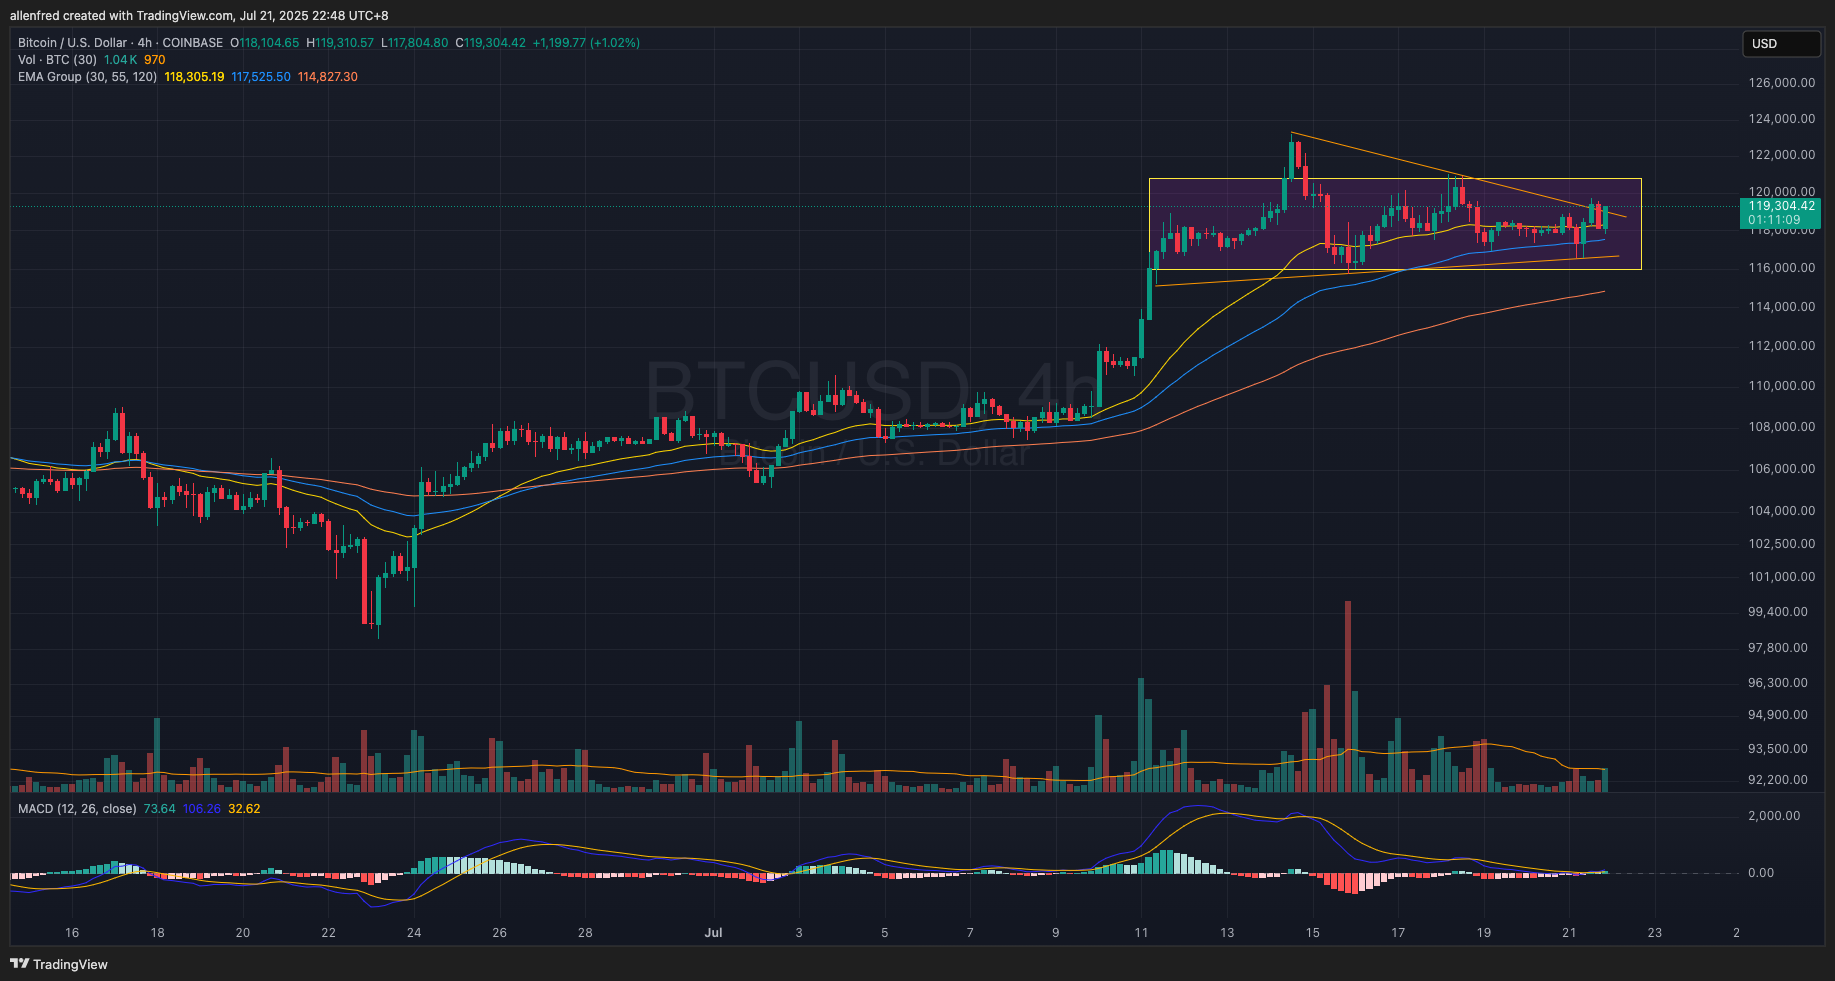 allenfred created with TradingView.com, Jul 21, 2025 22:48 UTC+8
Bitcoin / U.S. Dollar · 4h · COINBASE O118,104.65 H119,310.57 L117,804.80 C119,304.42 +1,199.77 (+1.02%)
Vol · BTC (30) 1.04 K 970
EMA Group (30, 55, 120) 118,305.19 117,525.50 114,827.30
USD
126,000.00
124,000.00
122,000.00
120,000.00
119,304.42
01:11:09
118,000.00
116,000.00
114,000.00
112,000.00
110,000.00
108,000.00
106,000.00
104,000.00
102,500.00
101,000.00
99,400.00
97,800.00
96,300.00
94,900.00
93,500.00
92,200.00
BTCUSD, 4h
Bitcoin / U.S. Dollar
MACD (12, 26, close) 73.64 106.26 32.62
2,000.00
0.00
16 18 20 22 24 26 28 Jul 3 5 7 9 11 13 15 17 19 21 23 2
TradingView